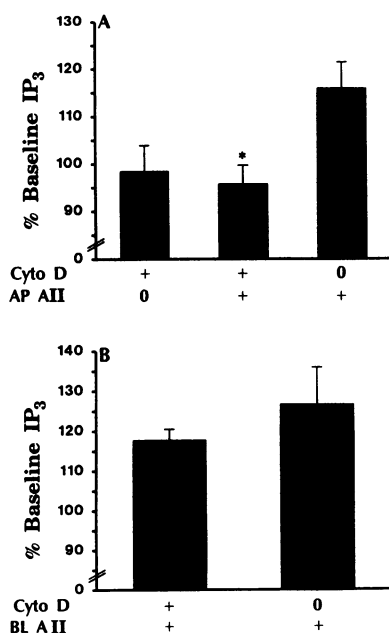 A
130
120
110
100
90
0
% Baseline IP3
*
Cyto D + + 0
AP AII 0 + +
B
140
130
120
110
100
90
80
0
% Baseline IP3
Cyto D + 0
BL AII + +